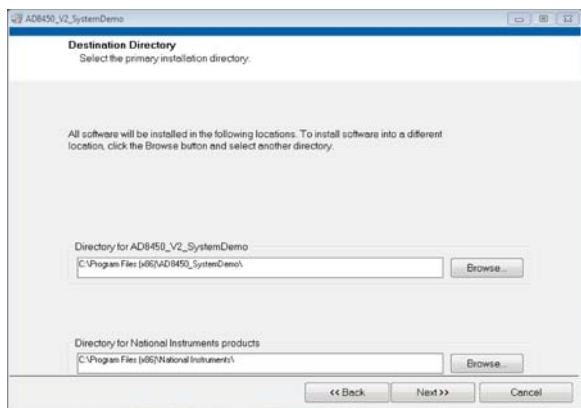 AD8450_V2_SystemDemo
Destination Directory
Select the primary installation directory.
All software will be installed in the following locations. To install software into a different
location, click the Browse button and select another directory.
Directory for AD8450_V2_SystemDemo
C:\Program Files (x86)\AD8450_SystemDemo\
Browse...
Directory for National Instruments products
C:\Program Files (x86)\National Instruments\
Browse...
<< Back
Next >>
Cancel